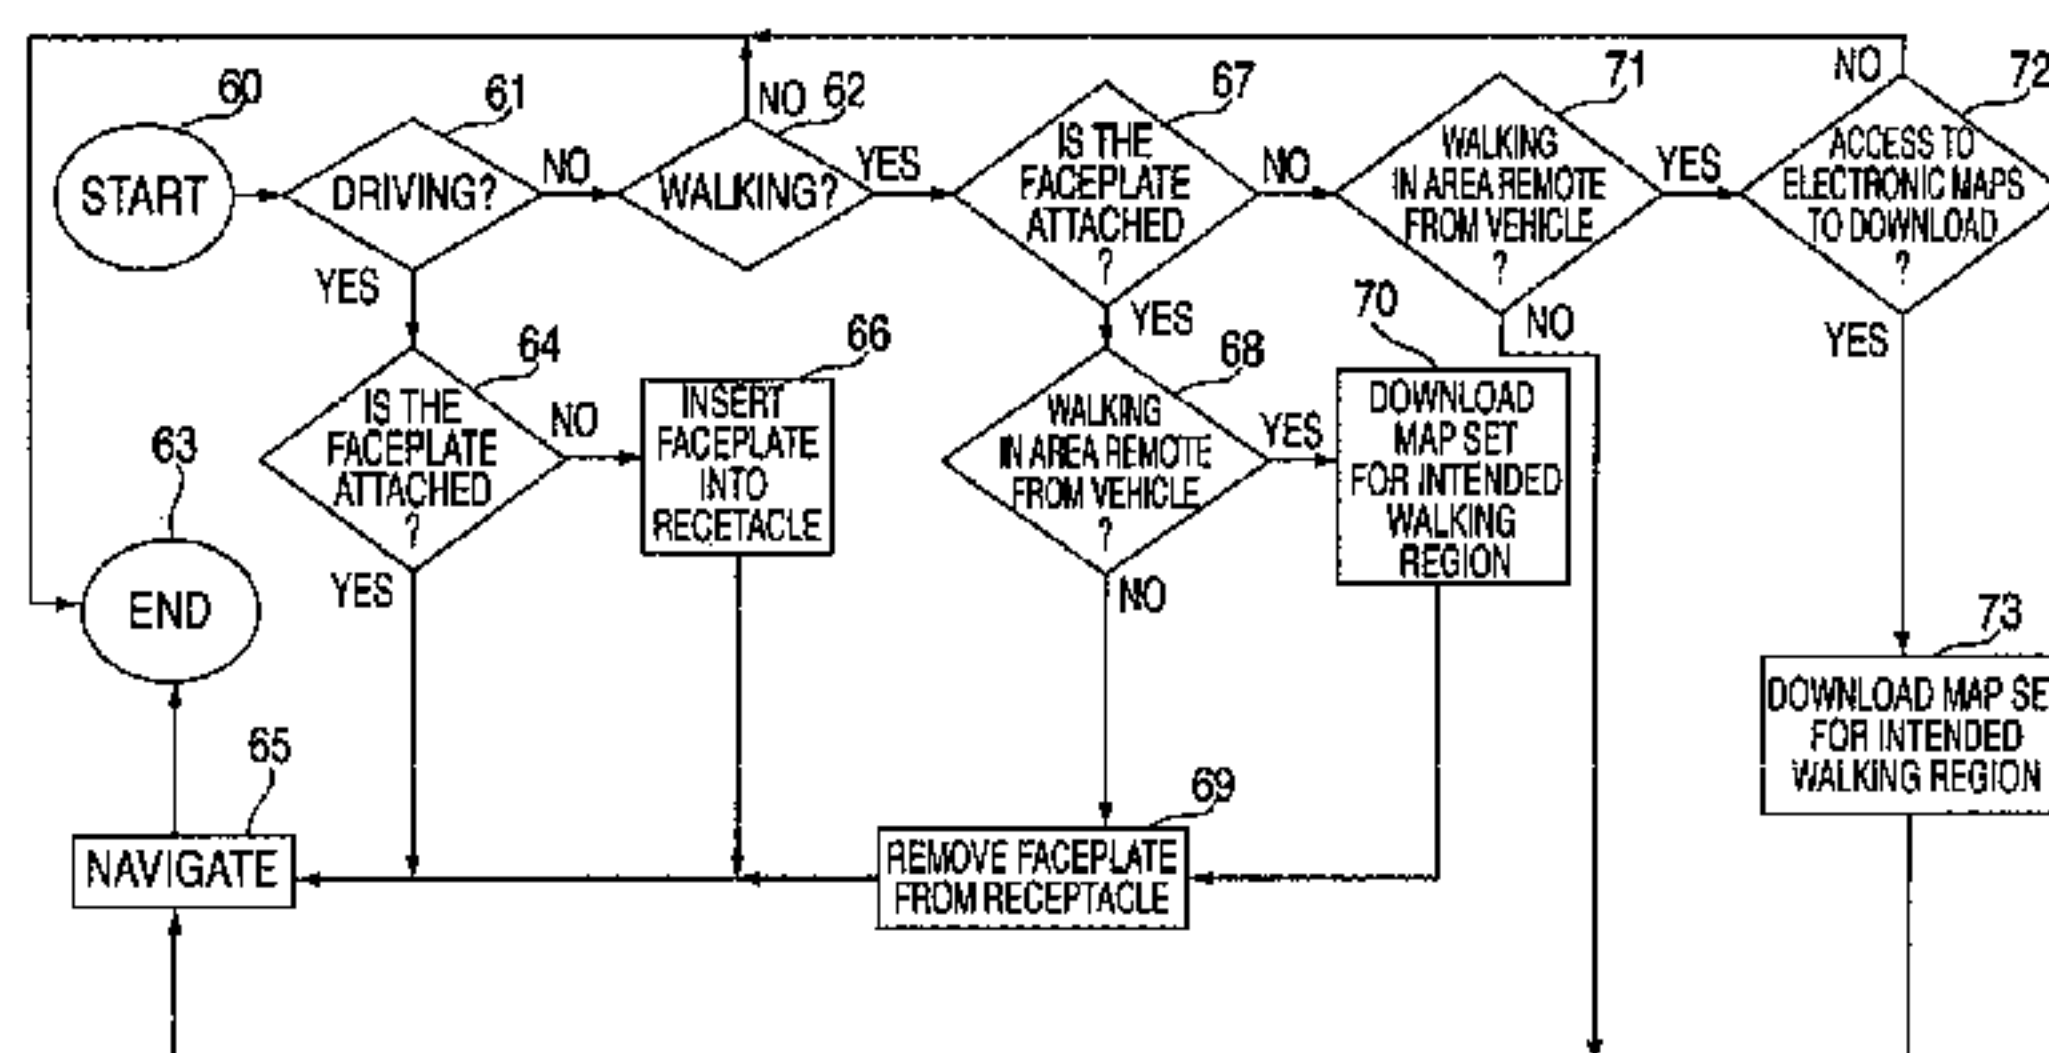 60
START
61
DRIVING?
NO
YES
NO
62
WALKING?
YES
67
IS THE
FACEPLATE
ATTACHED
?
NO
YES
71
WALKING
IN AREA REMOTE
FROM VEHICLE
?
YES
NO
NO
72
ACCESS TO
ELECTRONIC MAPS
TO DOWNLOAD
?
YES
64
IS THE
FACEPLATE
ATTACHED
?
NO
YES
66
INSERT
FACEPLATE
INTO
RECETACLE
68
WALKING
IN AREA REMOTE
FROM VEHICLE
?
YES
NO
70
DOWNLOAD
MAP SET
FOR INTENDED
WALKING
REGION
63
END
73
DOWNLOAD MAP SE
FOR INTENDED
WALKING REGION
65
NAVIGATE
69
REMOVE FACEPLATE
FROM RECEPTACLE